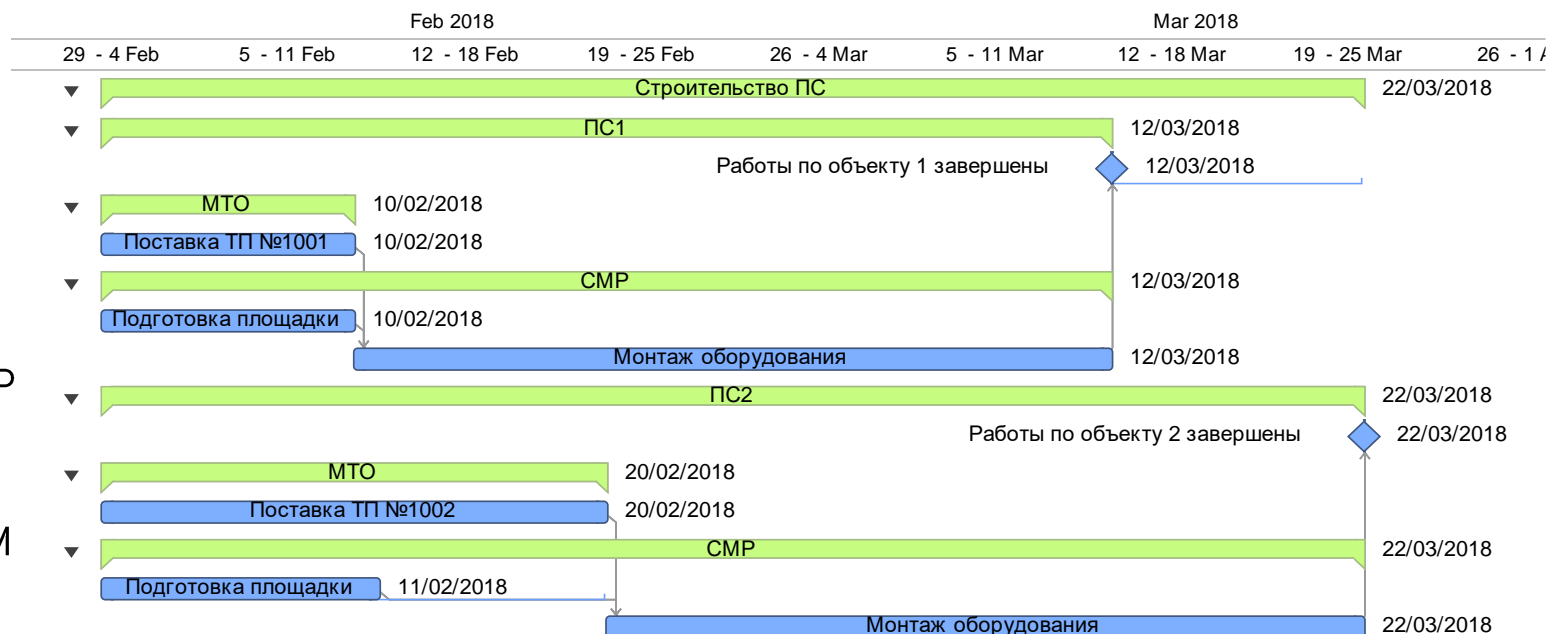 Feb 2018 Mar 2018
29 - 4 Feb 5 - 11 Feb 12 - 18 Feb 19 - 25 Feb 26 - 4 Mar 5 - 11 Mar 12 - 18 Mar 19 - 25 Mar 26 - 1
Строительство ПС 22/03/2018
ПС1 12/03/2018
Работы по объекту 1 завершены 12/03/2018
МТО 10/02/2018
Поставка ТП №1001 10/02/2018
СМР 12/03/2018
Подготовка площадки 10/02/2018
Монтаж оборудования 12/03/2018
ПС2 22/03/2018
Работы по объекту 2 завершены 22/03/2018
МТО 20/02/2018
Поставка ТП №1002 20/02/2018
СМР 22/03/2018
Подготовка площадки 11/02/2018
Монтаж оборудования 22/03/2018